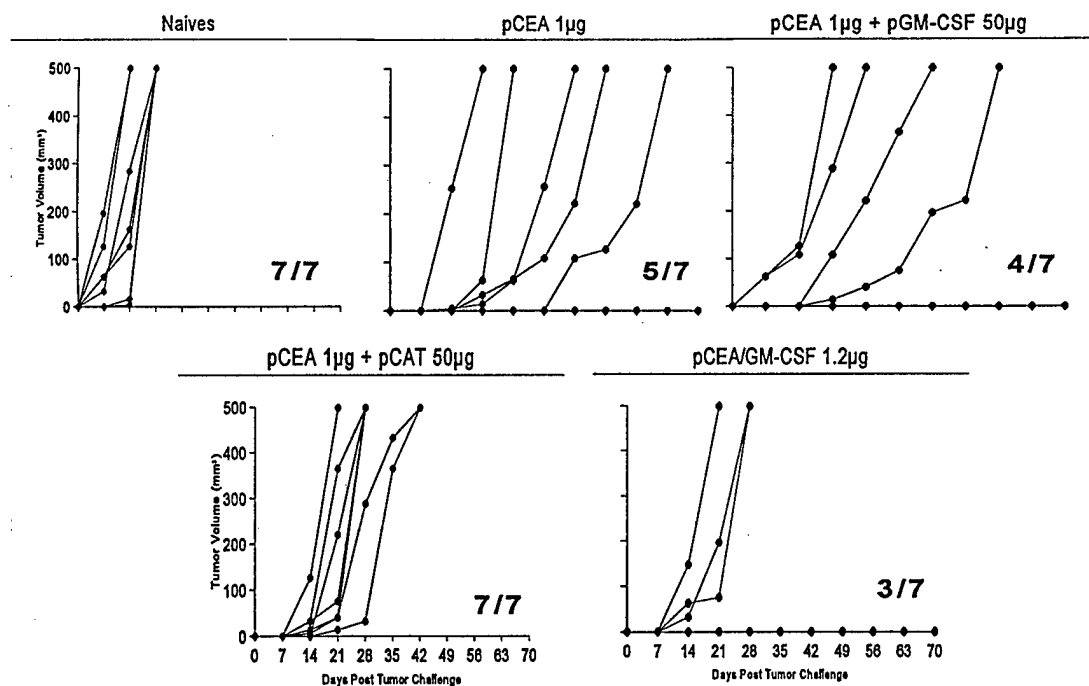 Naives
pCEA 1µg
pCEA 1µg + pGM-CSF 50µg
500
400
300
200
100
0
Tumor Volume (mm³)
7/7
5/7
4/7
pCEA 1µg + pCAT 50µg
pCEA/GM-CSF 1.2µg
500
400
300
200
100
0
Tumor Volume (mm³)
7/7
3/7
0 7 14 21 28 35 42 49 56 63 70
0 7 14 21 28 35 42 49 56 63 70
Days Post Tumor Challenge
Days Post Tumor Challenge